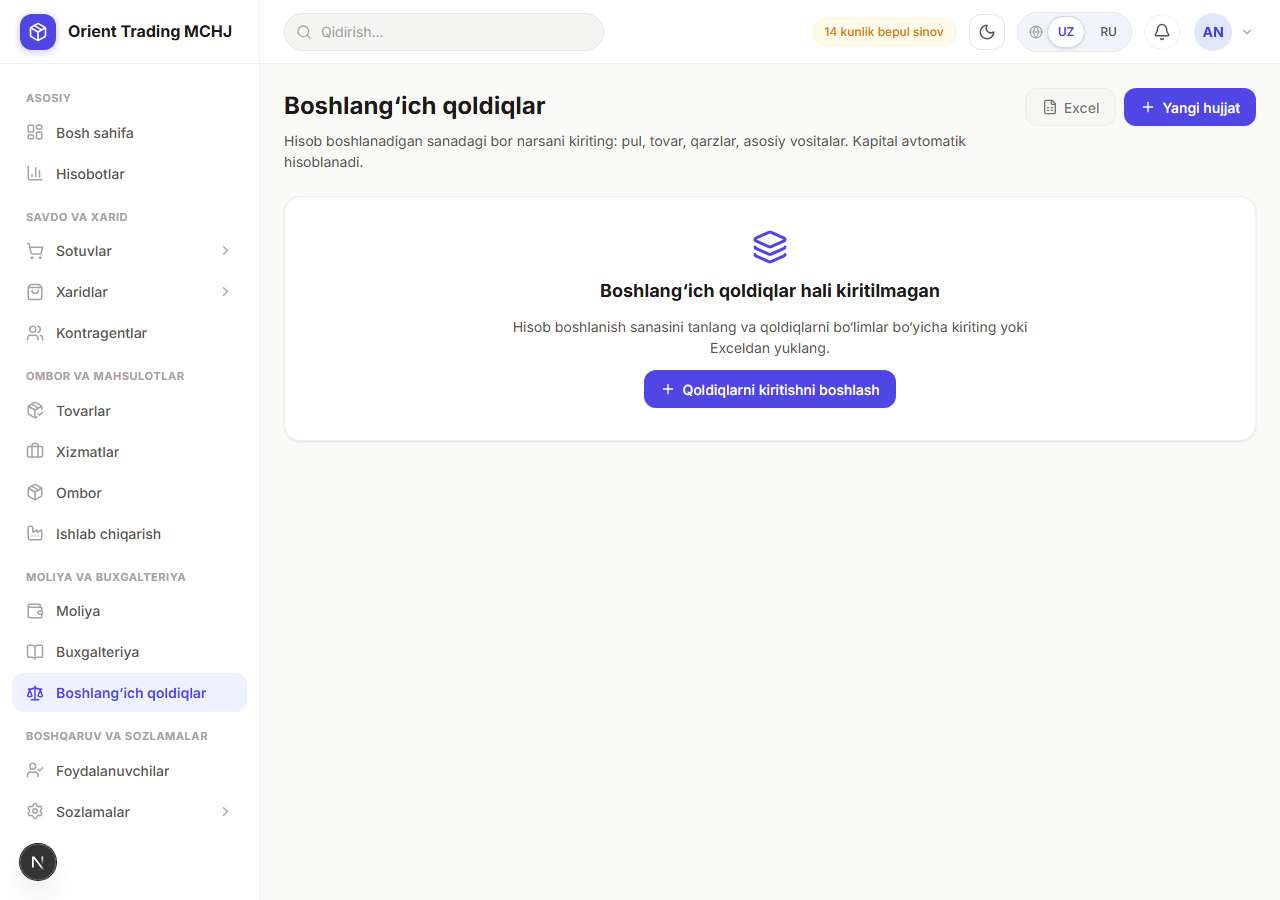 Orient Trading MCHJ
Qidirish...
14 kunlik bepul sinov
UZ
RU
AN
ASOSIY
Bosh sahifa
Hisobotlar
SAVDO VA XARID
Sotuvlar
Xaridlar
Kontragentlar
OMBOR VA MAHSULOTLAR
Tovarlar
Xizmatlar
Ombor
Ishlab chiqarish
MOLIYA VA BUXGALTERIYA
Moliya
Buxgalteriya
Boshlang‘ich qoldiqlar
BOSHQARUV VA SOZLAMALAR
Foydalanuvchilar
Sozlamalar
N
Boshlang‘ich qoldiqlar
Excel
Yangi hujjat
Hisob boshlanadigan sanadagi bor narsani kiriting: pul, tovar, qarzlar, asosiy vositalar. Kapital avtomatik
hisoblanadi.
Boshlang‘ich qoldiqlar hali kiritilmagan
Hisob boshlanish sanasini tanlang va qoldiqlarni bo‘limlar bo‘yicha kiriting yoki
Exceldan yuklang.
Qoldiqlarni kiritishni boshlash